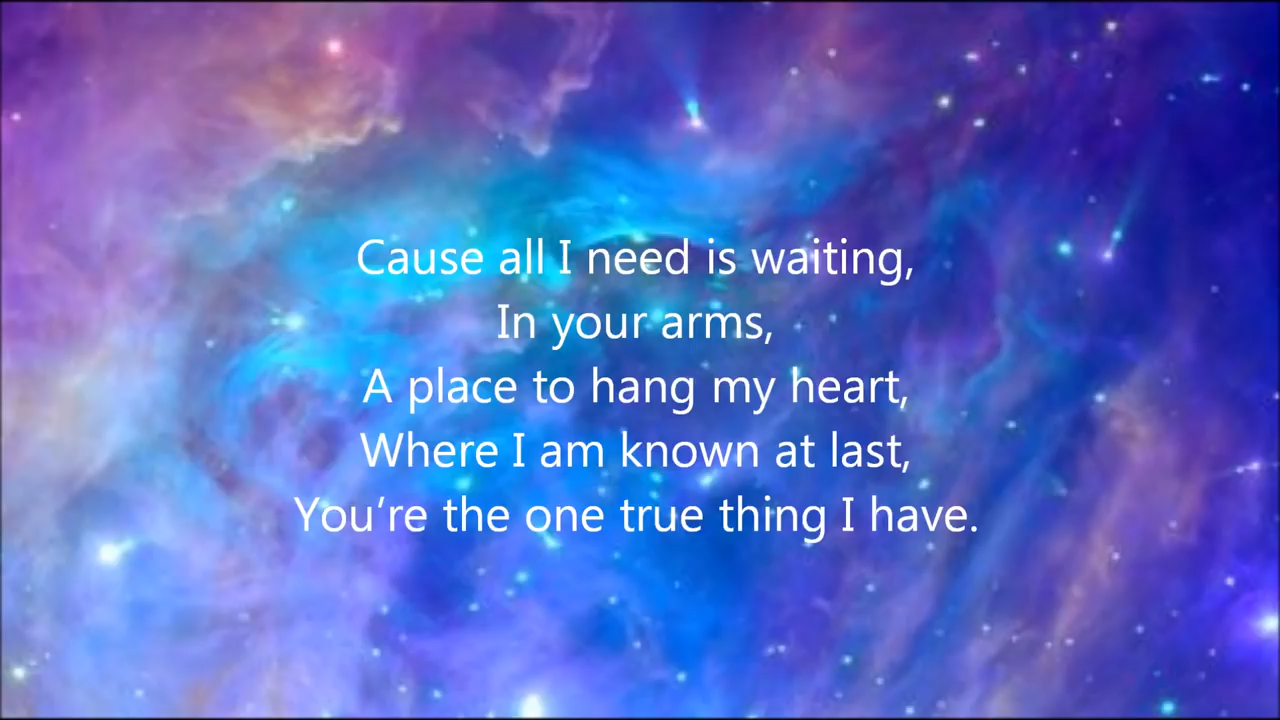 Cause all I need is waiting,
In your arms,
A place to hang my heart,
Where I am known at last,
You’re the one true thing I have.